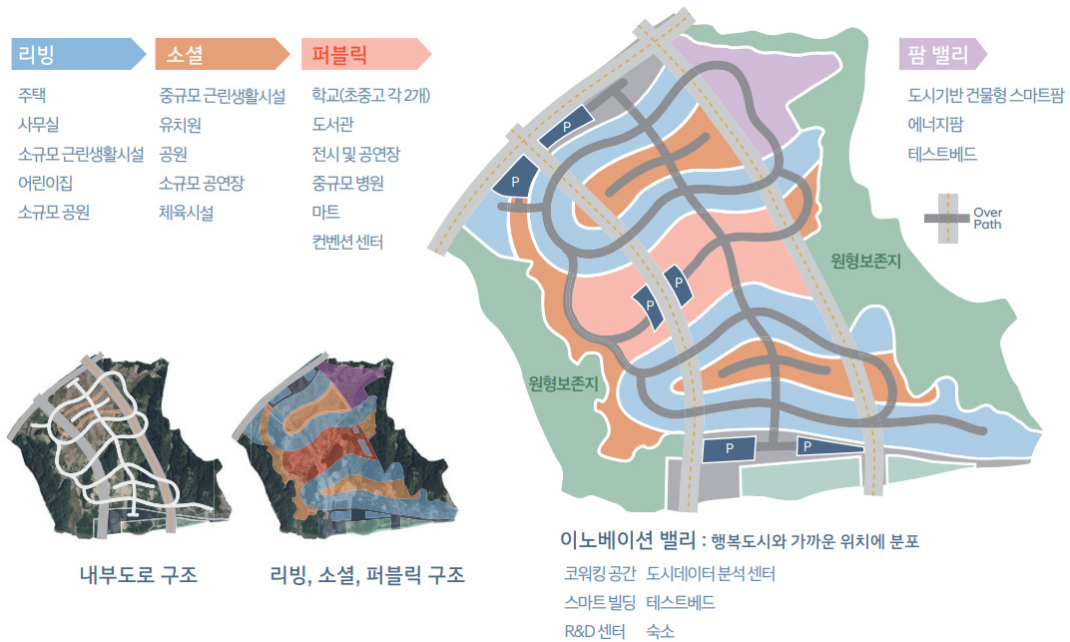 리빙
주택
사무실
소규모 근린생활시설
어린이집
소규모 공원
소셜
중규모 근린생활시설
유치원
공원
소규모 공연장
체육시설
퍼블릭
학교(초중고 각 2개)
도서관
전시 및 공연장
중규모 병원
마트
컨벤션 센터
팜 밸리
도시기반 건물형 스마트팜
에너지팜
테스트베드
Over
Path
P
P
원형보존지
P
P
원형보존지
P
P
내부도로 구조
리빙, 소셜, 퍼블릭 구조
이노베이션 밸리 : 행복도시와 가까운 위치에 분포
코워킹 공간 도시데이터 분석 센터
스마트 빌딩 테스트베드
R&D 센터 숙소